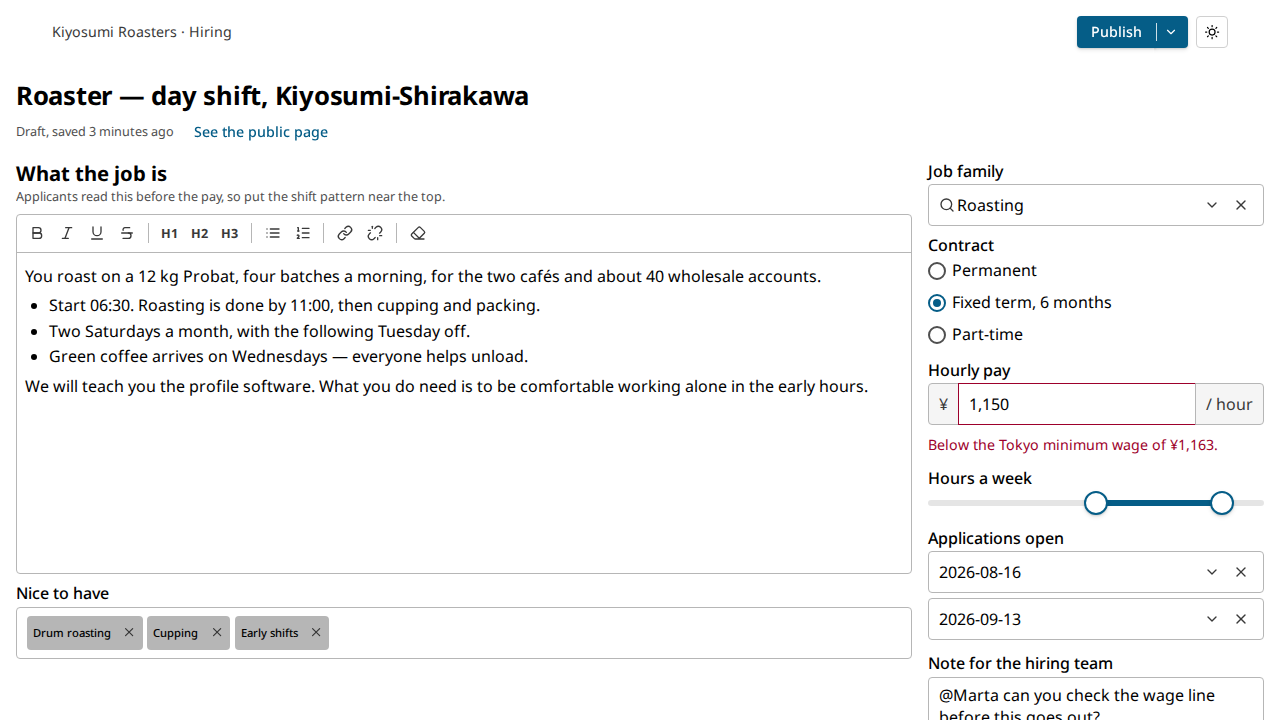 Kiyosumi Roasters · Hiring
Publish
Roaster — day shift, Kiyosumi-Shirakawa
Draft, saved 3 minutes ago
See the public page
What the job is
Applicants read this before the pay, so put the shift pattern near the top.
H1 H2 H3
You roast on a 12 kg Probat, four batches a morning, for the two cafés and about 40 wholesale accounts.
Start 06:30. Roasting is done by 11:00, then cupping and packing.
Two Saturdays a month, with the following Tuesday off.
Green coffee arrives on Wednesdays — everyone helps unload.
We will teach you the profile software. What you do need is to be comfortable working alone in the early hours.
Nice to have
Drum roasting
Cupping
Early shifts
Job family
Roasting
Contract
Permanent
Fixed term, 6 months
Part-time
Hourly pay
¥ 1,150 / hour
Below the Tokyo minimum wage of ¥1,163.
Hours a week
Applications open
2026-08-16
2026-09-13
Note for the hiring team
@Marta can you check the wage line
before this goes out?